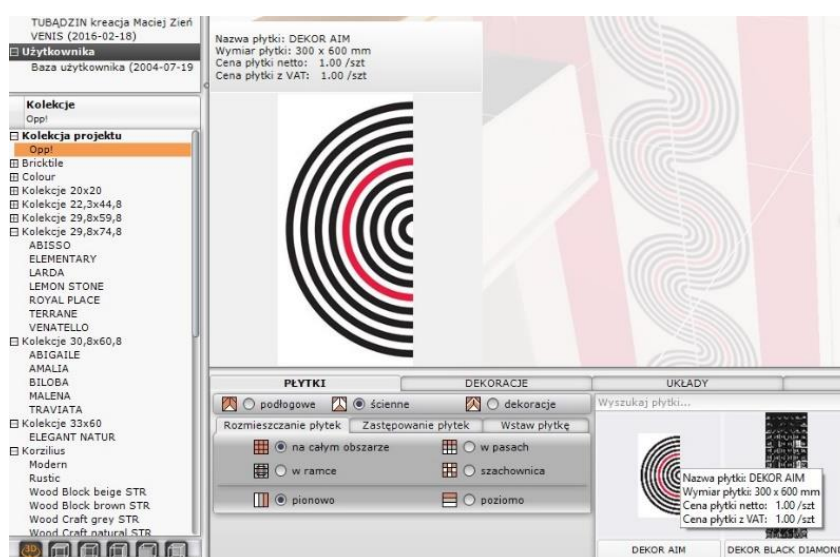 TUBĄDZIN kreacja Maciej Zień
VENIS (2016-02-18)
Użytkownika
Baza użytkownika (2004-07-19
Kolekcje
Opp!
Kolekcja projektu
Opp!
Bricktile
Colour
Kolekcje 20x20
Kolekcje 22,3x44,8
Kolekcje 29,8x59,8
Kolekcje 29,8x74,8
ABISSO
ELEMENTARY
LARDA
LEMON STONE
ROYAL PLACE
TERRANE
VENATELLO
Kolekcje 30,8x60,8
ABIGAILE
AMALIA
BILOBA
MALENA
TRAVIATA
Kolekcje 33x60
ELEGANT NATUR
Korzilius
Modern
Rustic
Wood Block beige STR
Wood Block brown STR
Wood Craft grey STR
Wood Craft natural STR
3D
Nazwa płytki: DEKOR AIM
Wymiar płytki: 300 x 600 mm
Cena płytki netto: 1.00 /szt
Cena płytki z VAT: 1.00 /szt
PŁYTKI DEKORACJE UKŁADY
podłogowe ścienne dekoracje
Rozmieszczanie płytek Zastępowanie płytek Wstaw płytkę
na całym obszarze w pasach
w ramce szachownica
pionowo poziomo
Wyszukaj płytki...
Nazwa płytki: DEKOR AIM
Wymiar płytki: 300 x 600 mm
Cena płytki netto: 1.00 /szt
Cena płytki z VAT: 1.00 /szt
DEKOR AIM DEKOR BLACK DIAMOND